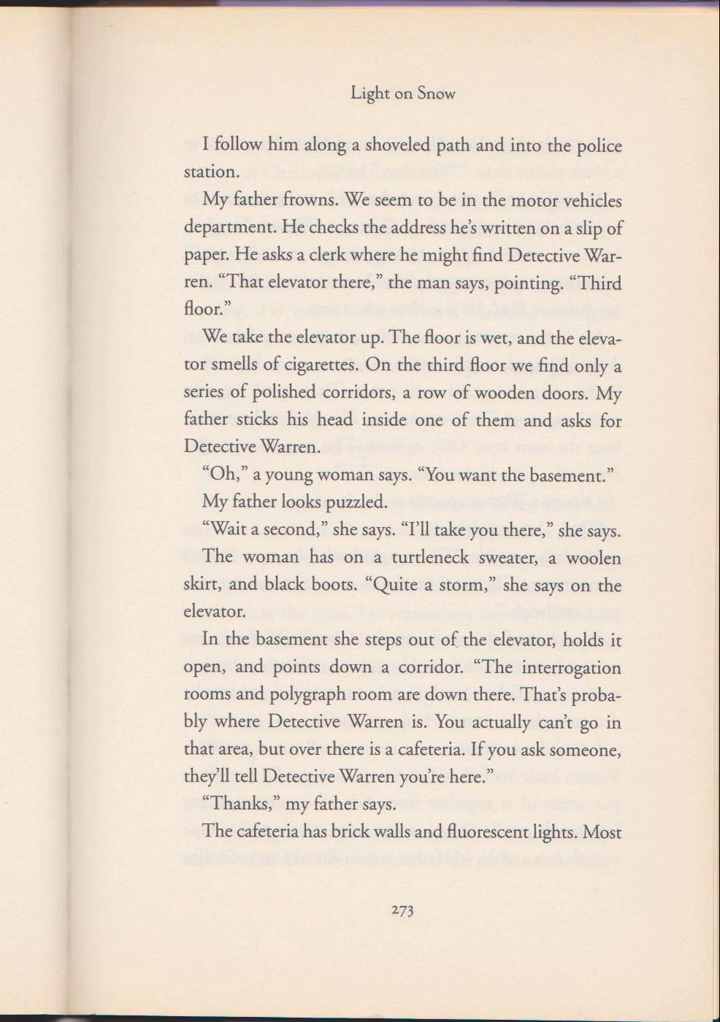 Light on Snow
I follow him along a shoveled path and into the police
station.
My father frowns. We seem to be in the motor vehicles
department. He checks the address he’s written on a slip of
paper. He asks a clerk where he might find Detective War-
ren. “That elevator there,” the man says, pointing. “Third
floor.”
We take the elevator up. The floor is wet, and the eleva-
tor smells of cigarettes. On the third floor we find only a
series of polished corridors, a row of wooden doors. My
father sticks his head inside one of them and asks for
Detective Warren.
“Oh,” a young woman says. “You want the basement.”
My father looks puzzled.
“Wait a second,” she says. “I’ll take you there,” she says.
The woman has on a turtleneck sweater, a woolen
skirt, and black boots. “Quite a storm,” she says on the
elevator.
In the basement she steps out of the elevator, holds it
open, and points down a corridor. “The interrogation
rooms and polygraph room are down there. That’s proba-
bly where Detective Warren is. You actually can’t go in
that area, but over there is a cafeteria. If you ask someone,
they’ll tell Detective Warren you’re here.”
“Thanks,” my father says.
The cafeteria has brick walls and fluorescent lights. Most
273